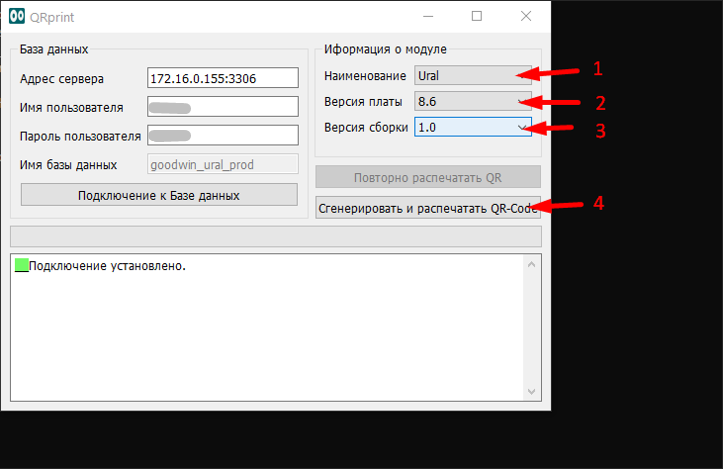 QRprint
База данных
Адрес сервера 172.16.0.155:3306
Имя пользователя
Пароль пользователя
Имя базы данных goodwin_ural_prod
Подключение к Базе данных
Иформация о модуле
Наименование Ural 1
Версия платы 8.6 2
Версия сборки 1.0 3
Повторно распечатать QR
Сгенерировать и распечатать QR-Code 4
Подключение установлено.